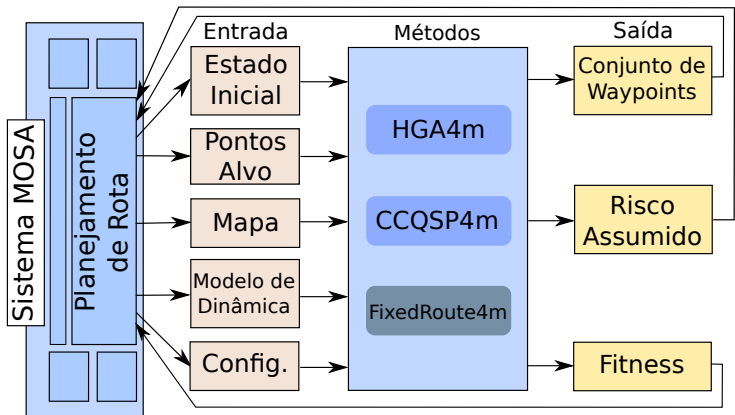 Sistema MOSA
Planejamento
de Rota
Entrada
Estado
Inicial
Pontos
Alvo
Mapa
Modelo de
Dinâmica
Config.
Métodos
HGA4m
CCQSP4m
FixedRoute4m
Saída
Conjunto de
Waypoints
Risco
Assumido
Fitness